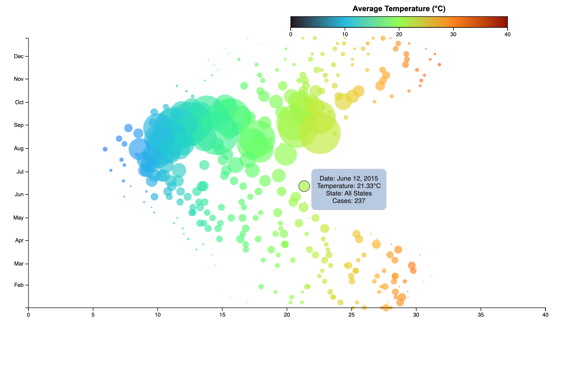 Average Temperature (°C)
0 10 20 30 40
Dec
Nov
Oct
Sep
Aug
Jul
Jun
May
Apr
Mar
Feb
Date: June 12, 2015
Temperature: 21.33°C
State: All States
Cases: 237
0 5 10 15 20 25 30 35 40